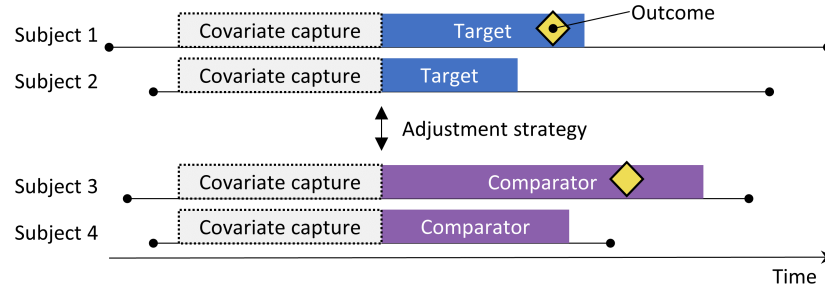 Outcome
Subject 1
Covariate capture
Target
Subject 2
Covariate capture
Target
Adjustment strategy
Subject 3
Covariate capture
Comparator
Subject 4
Covariate capture
Comparator
Time